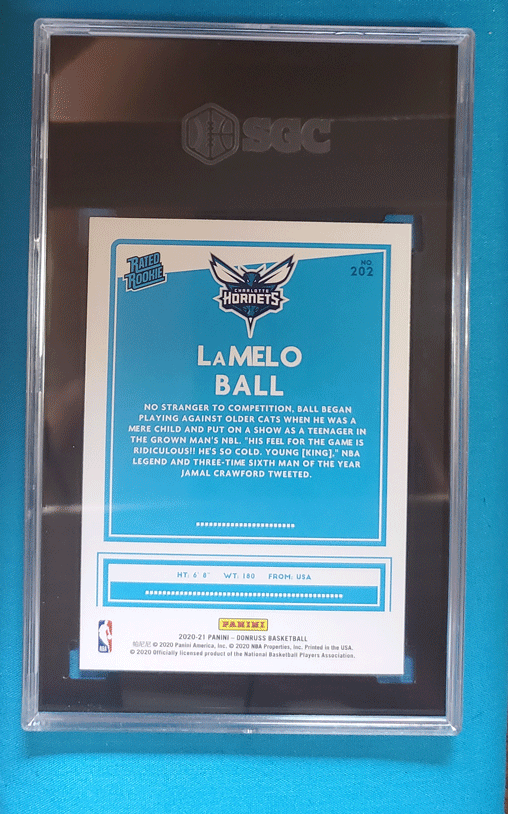 SGC
RATED
ROOKIE
NO.
202
CHARLOTTE
HORNETS
LaMELO
BALL
NO STRANGER TO COMPETITION, BALL BEGAN
PLAYING AGAINST OLDER CATS WHEN HE WAS A
MERE CHILD AND PUT ON A SHOW AS A TEENAGER IN
THE GROWN MAN'S NBL. "HIS FEEL FOR THE GAME IS
RIDICULOUS!! HE'S SO COLD. YOUNG [KING]," NBA
LEGEND AND THREE-TIME SIXTH MAN OF THE YEAR
JAMAL CRAWFORD TWEETED.
HT: 6' 8" WT: 180 FROM: USA
PANINI
2020-21 PANINI – DONRUSS BASKETBALL
© 2020 Panini America, Inc. © 2020 NBA Properties, Inc. Printed in the USA.
© 2020 Officially licensed product of the National Basketball Players Association.
NBA